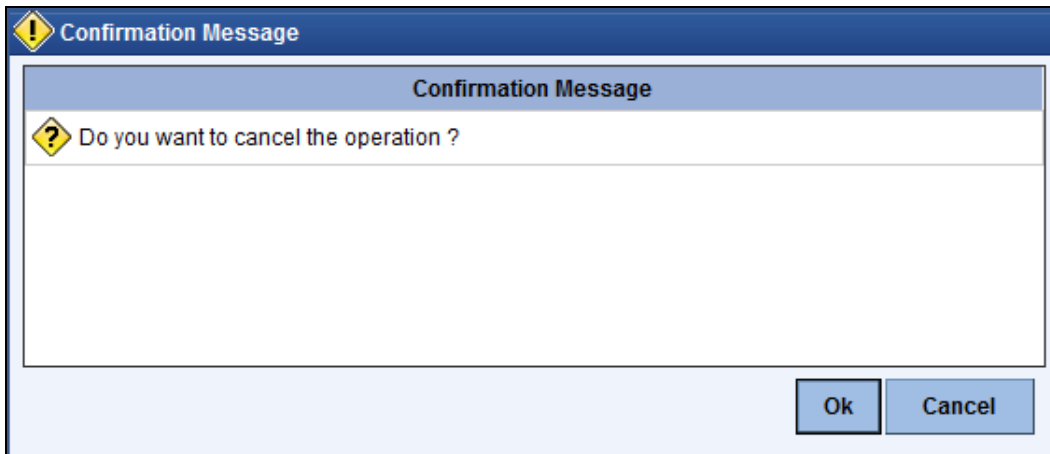 Confirmation Message
Confirmation Message
Do you want to cancel the operation ?
Ok
Cancel